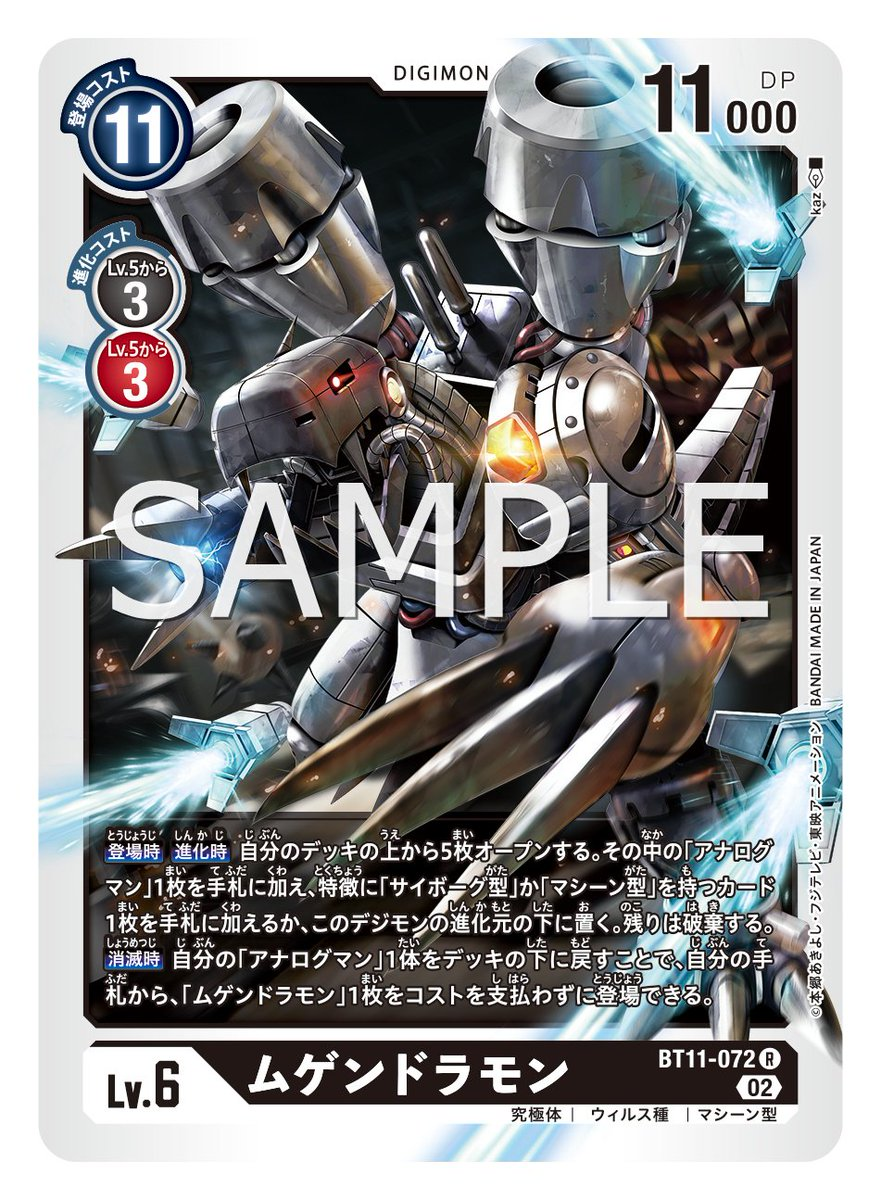 DIGIMON
登場コスト
11
11000
DP
進化コスト
Lv.5から
3
Lv.5から
3
kaz
SAMPLE
登場時 進化時 自分のデッキの上から5枚オープンする。その中の「アナログ
マン」1枚を手札に加え、特徴に「サイボーグ型」か「マシーン型」を持つカード
1枚を手札に加えるか、このデジモンの進化元の下に置く。残りは破棄する。
消滅時 自分の「アナログマン」1体をデッキの下に戻すことで、自分の手
札から、「ムゲンドラモン」1枚をコストを支払わずに登場できる。
©本郷あきよし・フジテレビ・東映アニメーション BANDAI MADE IN JAPAN
Lv.6
ムゲンドラモン
BT11-072 R
02
究極体 | ウィルス種 | マシーン型